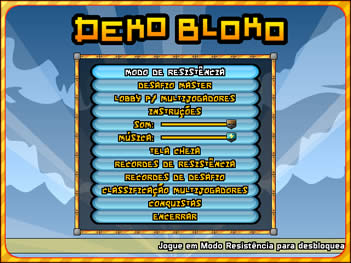 DEKO BLOKO
MODO DE RESISTÊNCIA
DESAFIO MASTER
LOBBY P/ MULTIJOGADORES
INSTRUÇÕES
SOM:
MÚSICA:
TELA CHEIA
RECORDES DE RESISTÊNCIA
RECORDES DE DESAFIO
CLASSIFICAÇÃO MULTIJOGADORES
CONQUISTAS
ENCERRAR
Jogue em Modo Resistência para desbloquea